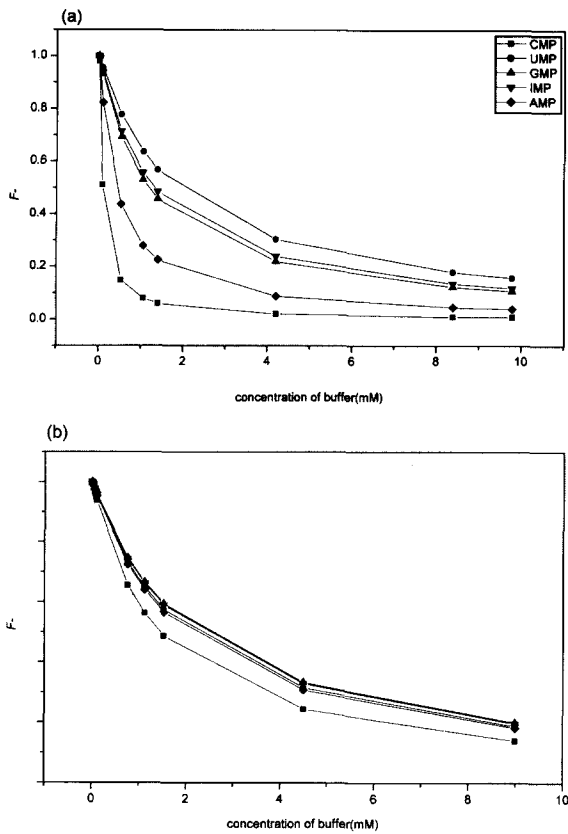 (a)
CMP
UMP
GMP
IMP
AMP
1.0
0.8
0.6
0.4
0.2
0.0
F-
0 2 4 6 8 10
concentration of buffer(mM)
(b)
F-
0 2 4 6 8 10
concentration of buffer(mM)